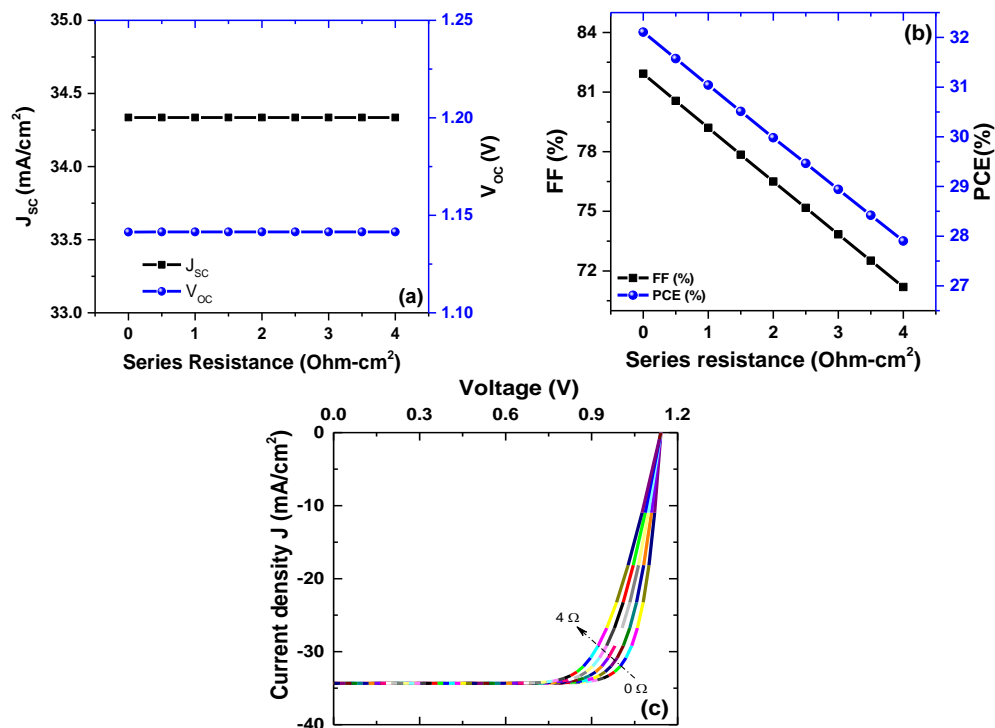 35.0
34.5
34.0
33.5
33.0
J_SC (mA/cm²)
1.25
1.20
1.15
1.10
V_OC (V)
J_SC
V_OC
(a)
0 1 2 3 4
Series Resistance (Ohm-cm²)
84
81
78
75
72
FF (%)
32
31
30
29
28
27
PCE(%)
(b)
FF (%)
PCE (%)
0 1 2 3 4
Series resistance (Ohm-cm²)
Voltage (V)
0.0 0.3 0.6 0.9 1.2
0
-10
-20
-30
-40
Current density J (mA/cm²)
4 Ω
0 Ω
(c)